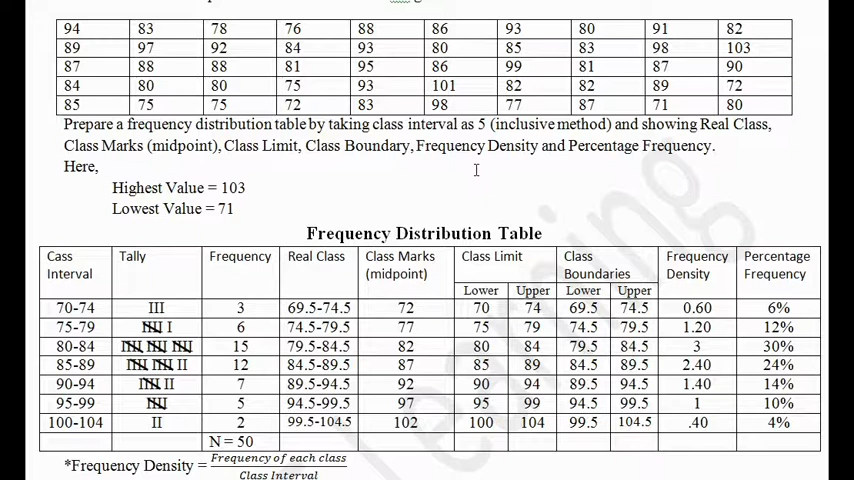 94 83 78 76 88 86 93 80 91 82
89 97 92 84 93 80 85 83 98 103
87 88 88 81 95 86 99 81 87 90
84 80 80 75 93 101 82 82 89 72
85 75 75 72 83 98 77 87 71 80
Prepare a frequency distribution table by taking class interval as 5 (inclusive method) and showing Real Class,
Class Marks (midpoint), Class Limit, Class Boundary, Frequency Density and Percentage Frequency.
Here,
Highest Value = 103
Lowest Value = 71
Frequency Distribution Table
Cass Interval Tally Frequency Real Class Class Marks (midpoint) Class Limit Class Boundaries Frequency Density Percentage Frequency
Lower Upper Lower Upper
70-74 III 3 69.5-74.5 72 70 74 69.5 74.5 0.60 6%
75-79 IIII I 6 74.5-79.5 77 75 79 74.5 79.5 1.20 12%
80-84 IIII IIII IIII 15 79.5-84.5 82 80 84 79.5 84.5 3 30%
85-89 IIII IIII II 12 84.5-89.5 87 85 89 84.5 89.5 2.40 24%
90-94 IIII II 7 89.5-94.5 92 90 94 89.5 94.5 1.40 14%
95-99 IIII 5 94.5-99.5 97 95 99 94.5 99.5 1 10%
100-104 II 2 99.5-104.5 102 100 104 99.5 104.5 .40 4%
N = 50
*Frequency Density = Frequency of each class
Class Interval
Learning